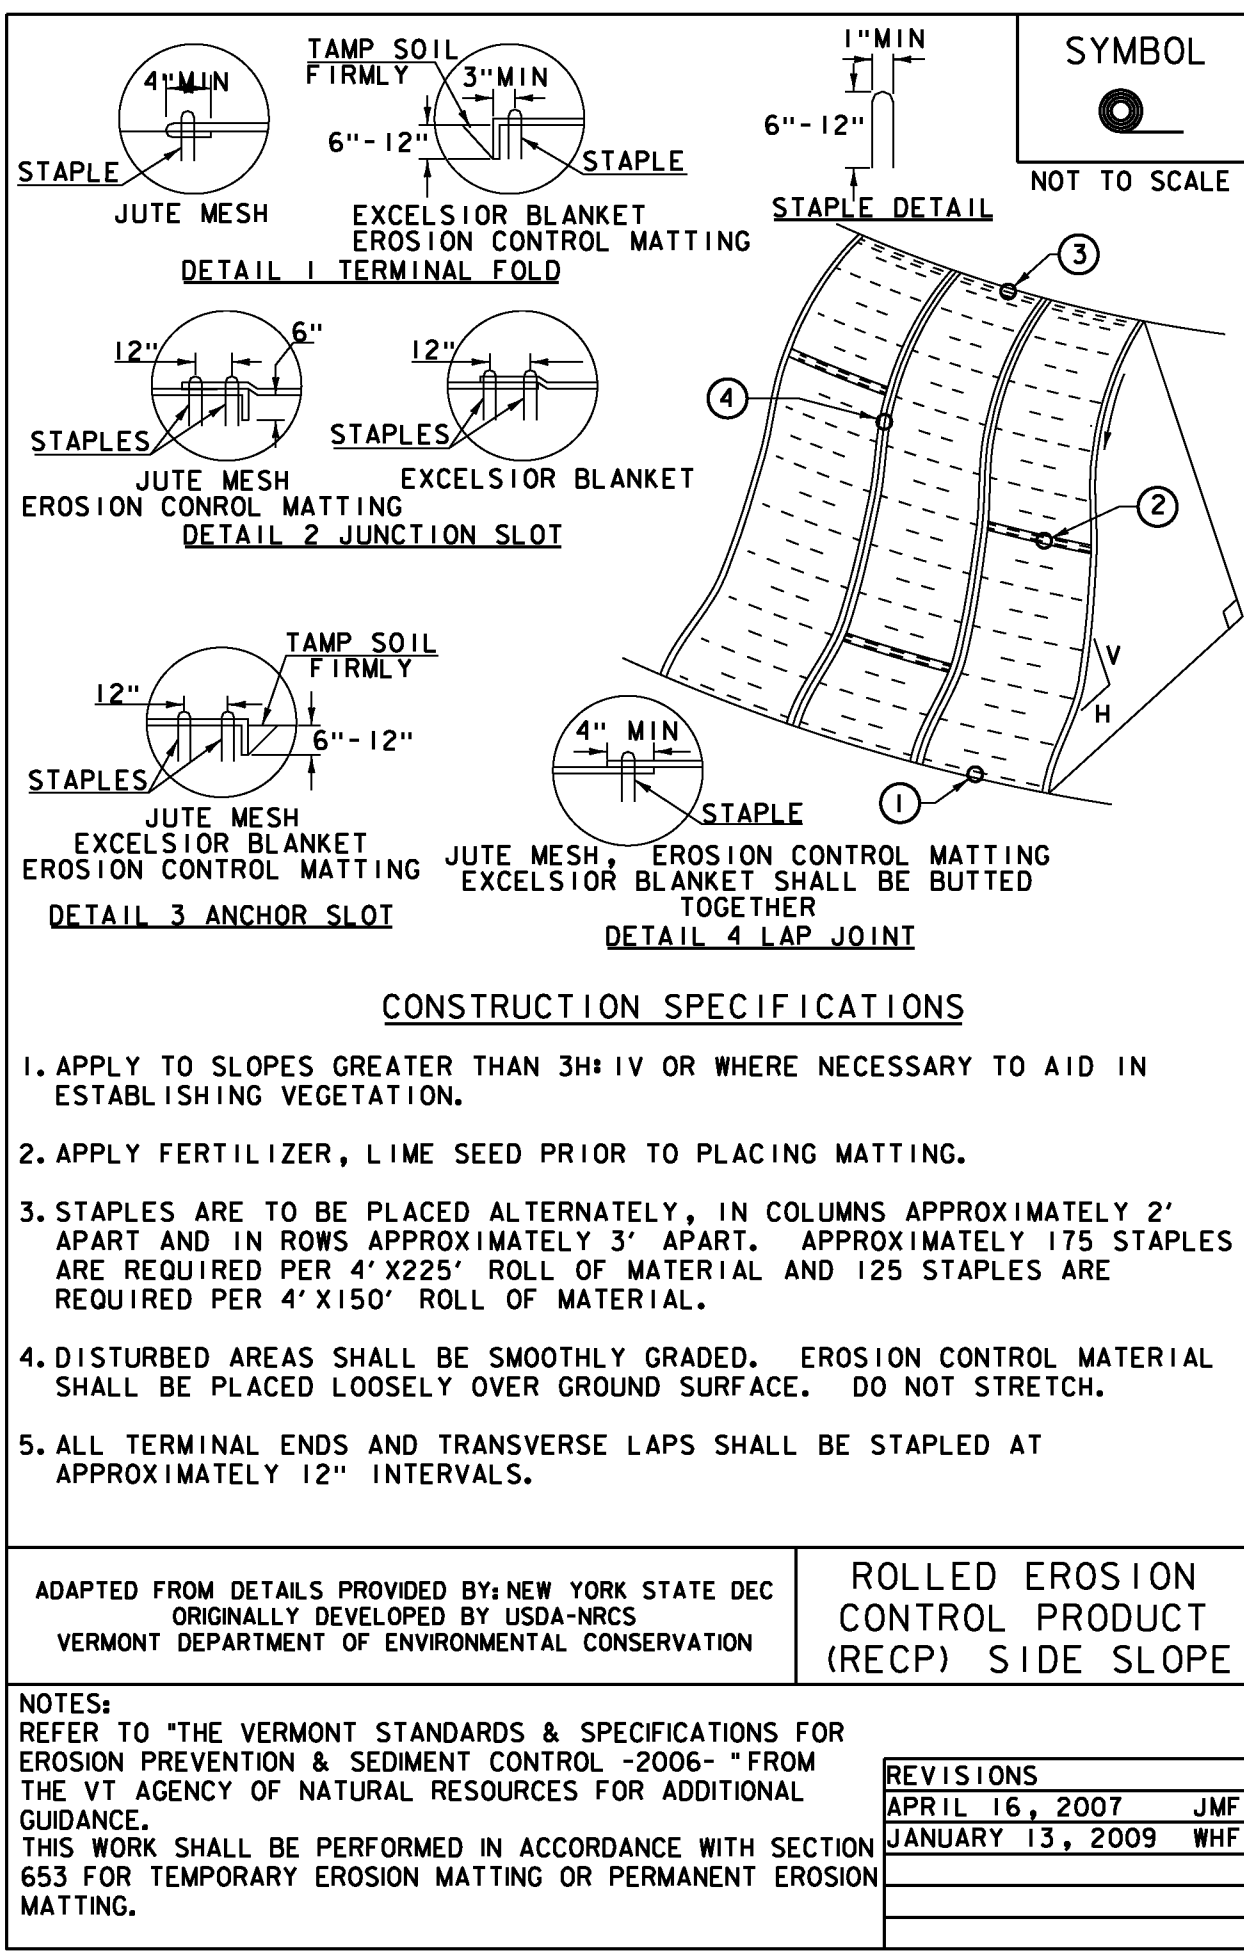 4" MIN
STAPLE
JUTE MESH
TAMP SOIL
FIRMLY
3" MIN
6"-12"
STAPLE
EXCELSIOR BLANKET
EROSION CONTROL MATTING
DETAIL 1 TERMINAL FOLD
1" MIN
6"-12"
STAPLE DETAIL
SYMBOL
NOT TO SCALE
12"
6"
STAPLES
JUTE MESH
EROSION CONROL MATTING
12"
STAPLES
EXCELSIOR BLANKET
DETAIL 2 JUNCTION SLOT
3
4
2
V
H
1
TAMP SOIL
FIRMLY
12"
6"-12"
STAPLES
JUTE MESH
EXCELSIOR BLANKET
EROSION CONTROL MATTING
DETAIL 3 ANCHOR SLOT
4" MIN
STAPLE
JUTE MESH, EROSION CONTROL MATTING
EXCELSIOR BLANKET SHALL BE BUTTED
TOGETHER
DETAIL 4 LAP JOINT
CONSTRUCTION SPECIFICATIONS
1. APPLY TO SLOPES GREATER THAN 3H:1V OR WHERE NECESSARY TO AID IN
ESTABLISHING VEGETATION.
2. APPLY FERTILIZER, LIME SEED PRIOR TO PLACING MATTING.
3. STAPLES ARE TO BE PLACED ALTERNATELY, IN COLUMNS APPROXIMATELY 2'
APART AND IN ROWS APPROXIMATELY 3' APART. APPROXIMATELY 175 STAPLES
ARE REQUIRED PER 4'X225' ROLL OF MATERIAL AND 125 STAPLES ARE
REQUIRED PER 4'X150' ROLL OF MATERIAL.
4. DISTURBED AREAS SHALL BE SMOOTHLY GRADED. EROSION CONTROL MATERIAL
SHALL BE PLACED LOOSELY OVER GROUND SURFACE. DO NOT STRETCH.
5. ALL TERMINAL ENDS AND TRANSVERSE LAPS SHALL BE STAPLED AT
APPROXIMATELY 12" INTERVALS.
ADAPTED FROM DETAILS PROVIDED BY: NEW YORK STATE DEC
ORIGINALLY DEVELOPED BY USDA-NRCS
VERMONT DEPARTMENT OF ENVIRONMENTAL CONSERVATION
ROLLED EROSION
CONTROL PRODUCT
(RECP) SIDE SLOPE
NOTES:
REFER TO "THE VERMONT STANDARDS & SPECIFICATIONS FOR
EROSION PREVENTION & SEDIMENT CONTROL -2006- " FROM
THE VT AGENCY OF NATURAL RESOURCES FOR ADDITIONAL
GUIDANCE.
THIS WORK SHALL BE PERFORMED IN ACCORDANCE WITH SECTION
653 FOR TEMPORARY EROSION MATTING OR PERMANENT EROSION
MATTING.
REVISIONS
APRIL 16, 2007 JMF
JANUARY 13, 2009 WHF